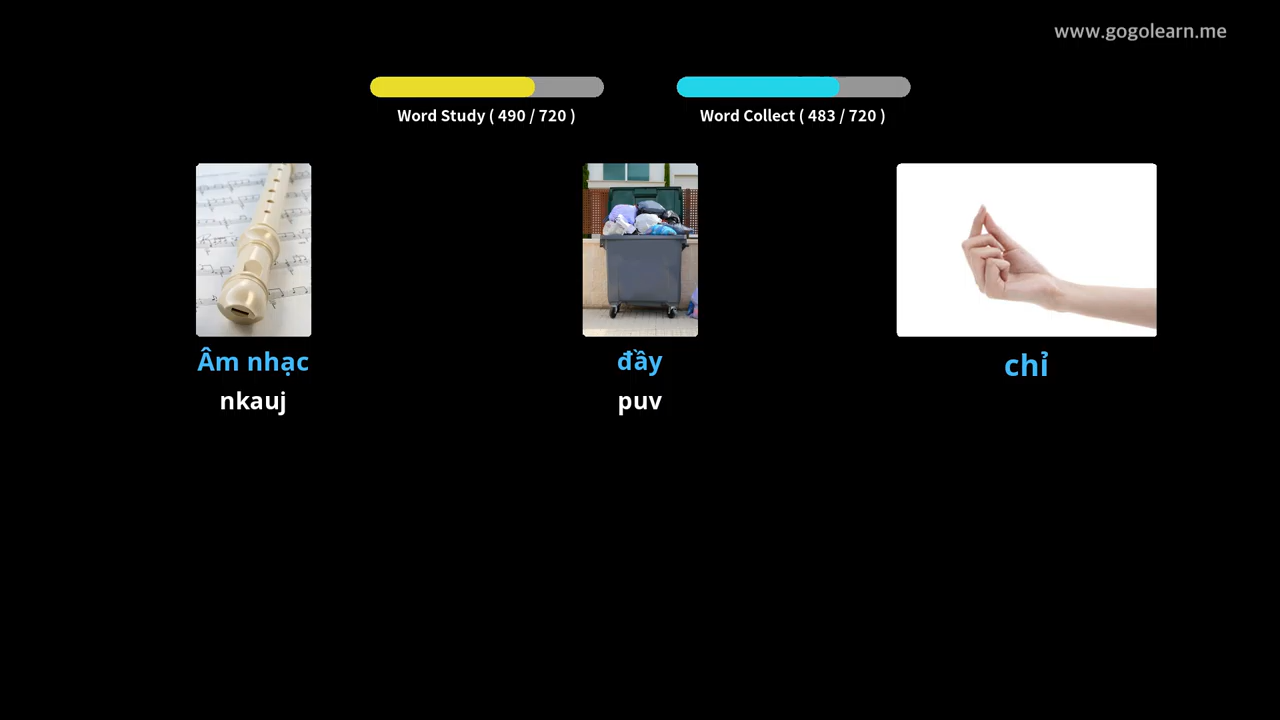 www.gogolearn.me
Word Study ( 490 / 720 )
Word Collect ( 483 / 720 )
Âm nhạc
nkauj
đầy
puv
chỉ